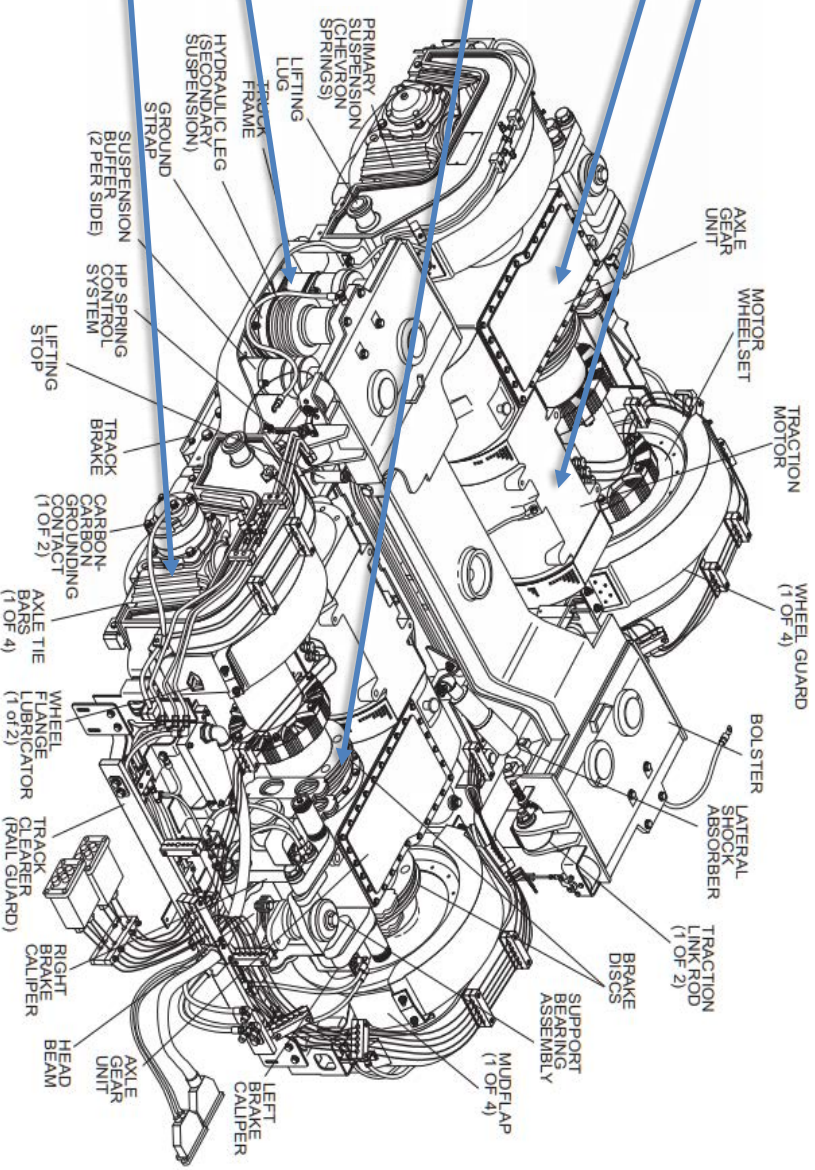 AXLE
GEAR
UNIT
MOTOR
WHEELSET
TRACTION
MOTOR
WHEEL GUARD
(1 OF 4)
BOLSTER
LATERAL
SHOCK
ABSORBER
TRACTION
LINK ROD
(1 OF 2)
BRAKE
DISCS
SUPPORT
BEARING
ASSEMBLY
MUDFLAP
(1 OF 4)
PRIMARY
SUSPENSION
(CHEVRON
SPRINGS)
LIFTING
LUG
TRUCK
FRAME
HYDRAULIC LEG
(SECONDARY
SUSPENSION)
GROUND
STRAP
SUSPENSION
BUFFER
(2 PER SIDE)
HP SPRING
CONTROL
SYSTEM
LIFTING
STOP
TRACK
BRAKE
CARBON-
CARBON
GROUNDING
CONTACT
(1 OF 2)
AXLE TIE
BARS
(1 OF 4)
WHEEL
FLANGE
LUBRICATOR
(1 of 2)
TRACK
CLEARER
(RAIL GUARD)
RIGHT
BRAKE
CALIPER
HEAD
BEAM
AXLE
GEAR
UNIT
LEFT
BRAKE
CALIPER